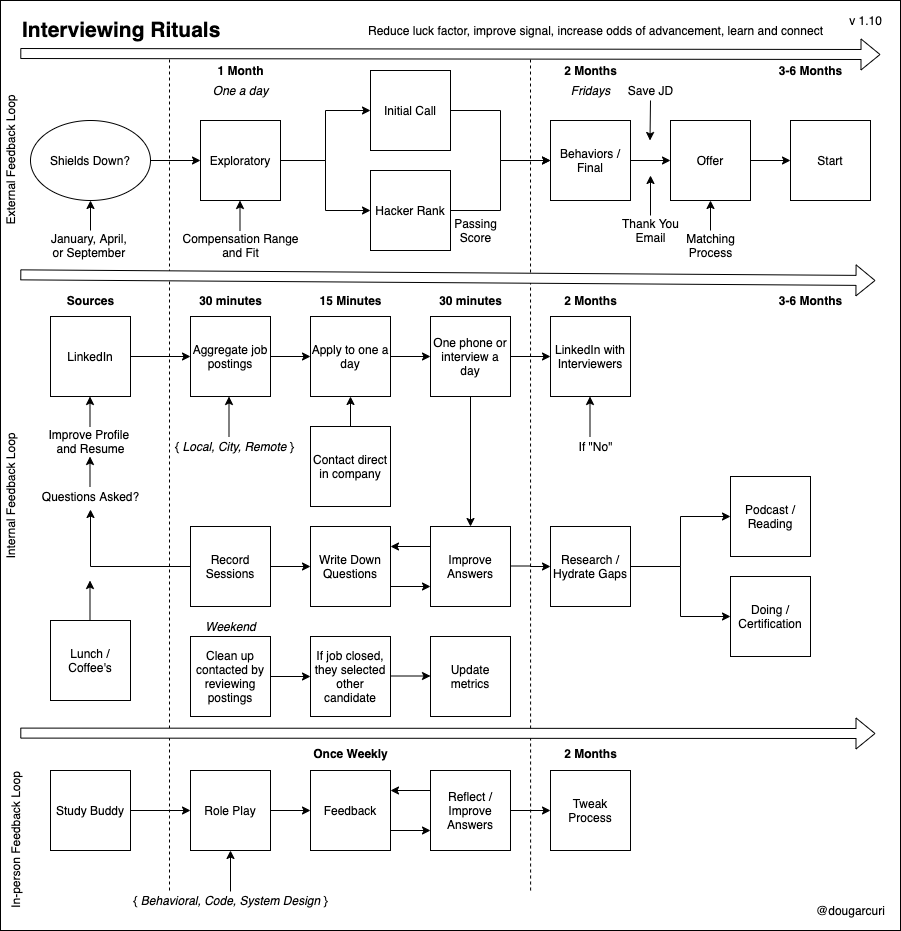 Interviewing Rituals
Reduce luck factor, improve signal, increase odds of advancement, learn and connect
v 1.10
External Feedback Loop
1 Month
One a day
2 Months
Fridays
Save JD
3-6 Months
Shields Down?
Exploratory
Initial Call
Hacker Rank
Passing
Score
Behaviors /
Final
Offer
Start
January, April,
or September
Compensation Range
and Fit
Thank You
Email
Matching
Process
Internal Feedback Loop
Sources
30 minutes
15 Minutes
30 minutes
2 Months
3-6 Months
LinkedIn
Aggregate job
postings
Apply to one a
day
One phone or
interview a
day
LinkedIn with
Interviewers
Improve Profile
and Resume
{ Local, City, Remote }
Contact direct
in company
If "No"
Questions Asked?
Record
Sessions
Write Down
Questions
Improve
Answers
Research /
Hydrate Gaps
Podcast /
Reading
Doing /
Certification
Lunch /
Coffee's
Weekend
Clean up
contacted by
reviewing
postings
If job closed,
they selected
other
candidate
Update
metrics
In-person Feedback Loop
Once Weekly
2 Months
Study Buddy
Role Play
Feedback
Reflect /
Improve
Answers
Tweak
Process
{ Behavioral, Code, System Design }
@dougarcuri